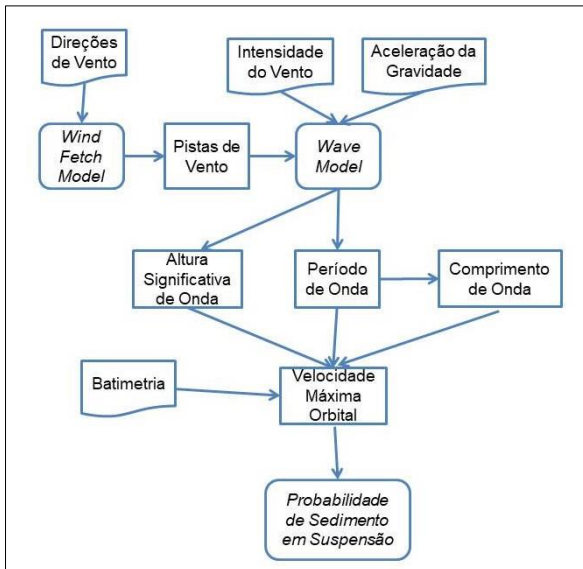 Direções
de Vento
Intensidade
do Vento
Aceleração da
Gravidade
Wind
Fetch
Model
Pistas de
Vento
Wave
Model
Altura
Significativa
de Onda
Período
de Onda
Comprimento
de Onda
Batimetria
Velocidade
Máxima
Orbital
Probabilidade
de Sedimento
em Suspensão